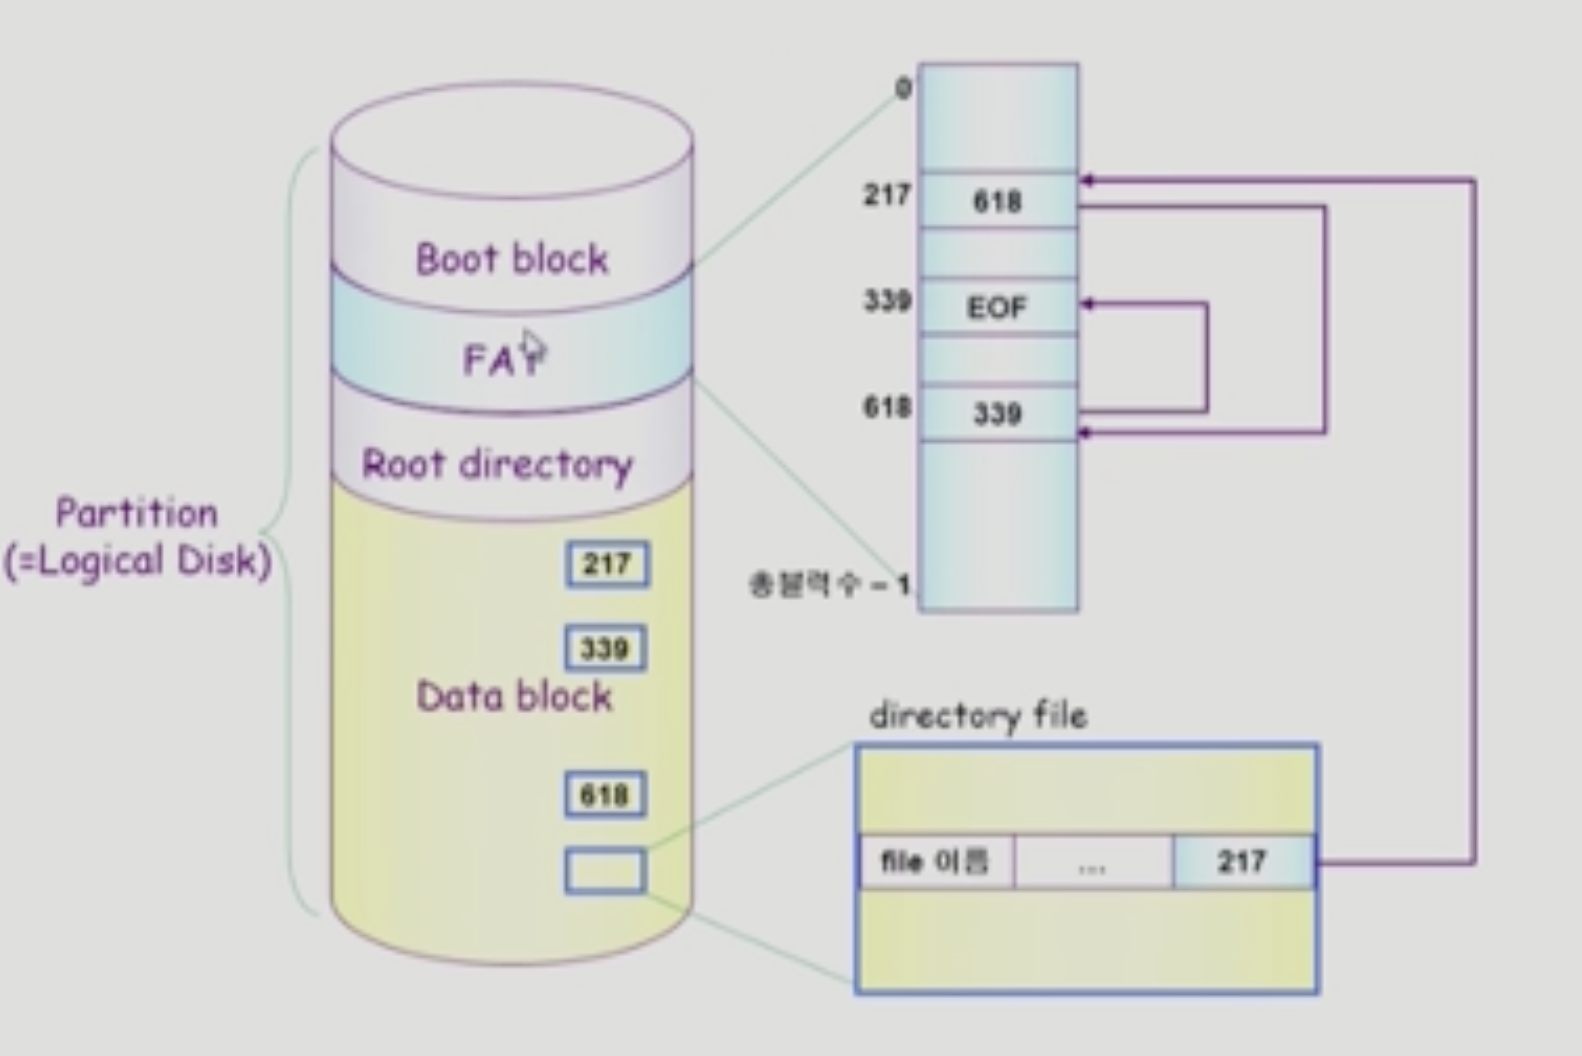 Boot block
FAT
Root directory
Partition
(=Logical Disk)
217
339
Data block
618
0
217
618
339
EOF
618
339
총블럭수 – 1
directory file
file 이름
...
217